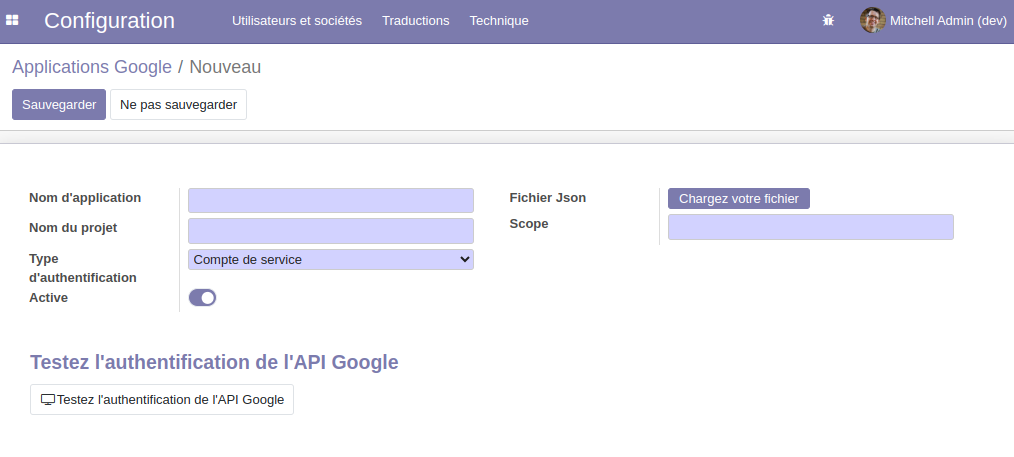 Configuration Utilisateurs et sociétés Traductions Technique Mitchell Admin (dev)
Applications Google / Nouveau
Sauvegarder Ne pas sauvegarder
Nom d'application
Nom du projet
Type
d'authentification
Compte de service
Active
Fichier Json Chargez votre fichier
Scope
Testez l'authentification de l'API Google
Testez l'authentification de l'API Google